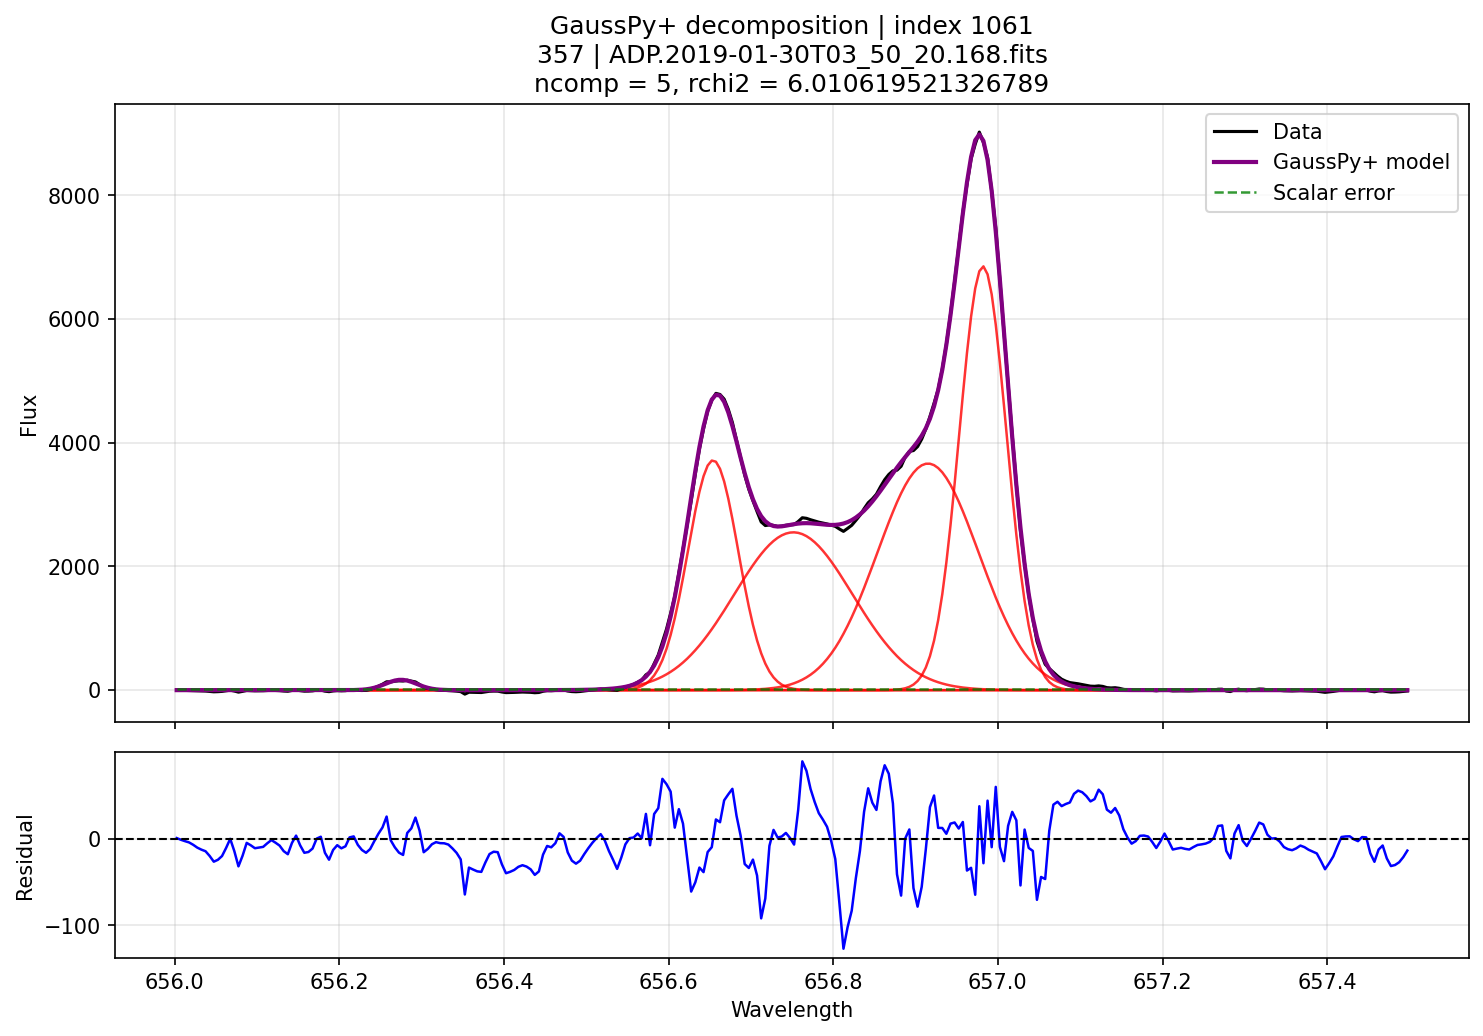 GaussPy+ decomposition | index 1061
357 | ADP.2019-01-30T03_50_20.168.fits
ncomp = 5, rchi2 = 6.010619521326789
Data
GaussPy+ model
Scalar error
Flux
8000
6000
4000
2000
0
Residual
0
−100
656.0 656.2 656.4 656.6 656.8 657.0 657.2 657.4
Wavelength